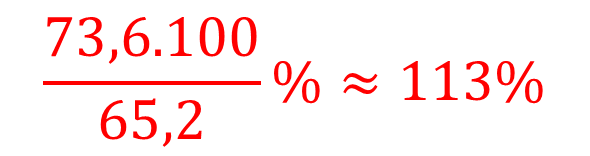 73,6.100
65,2
% ≈ 113%